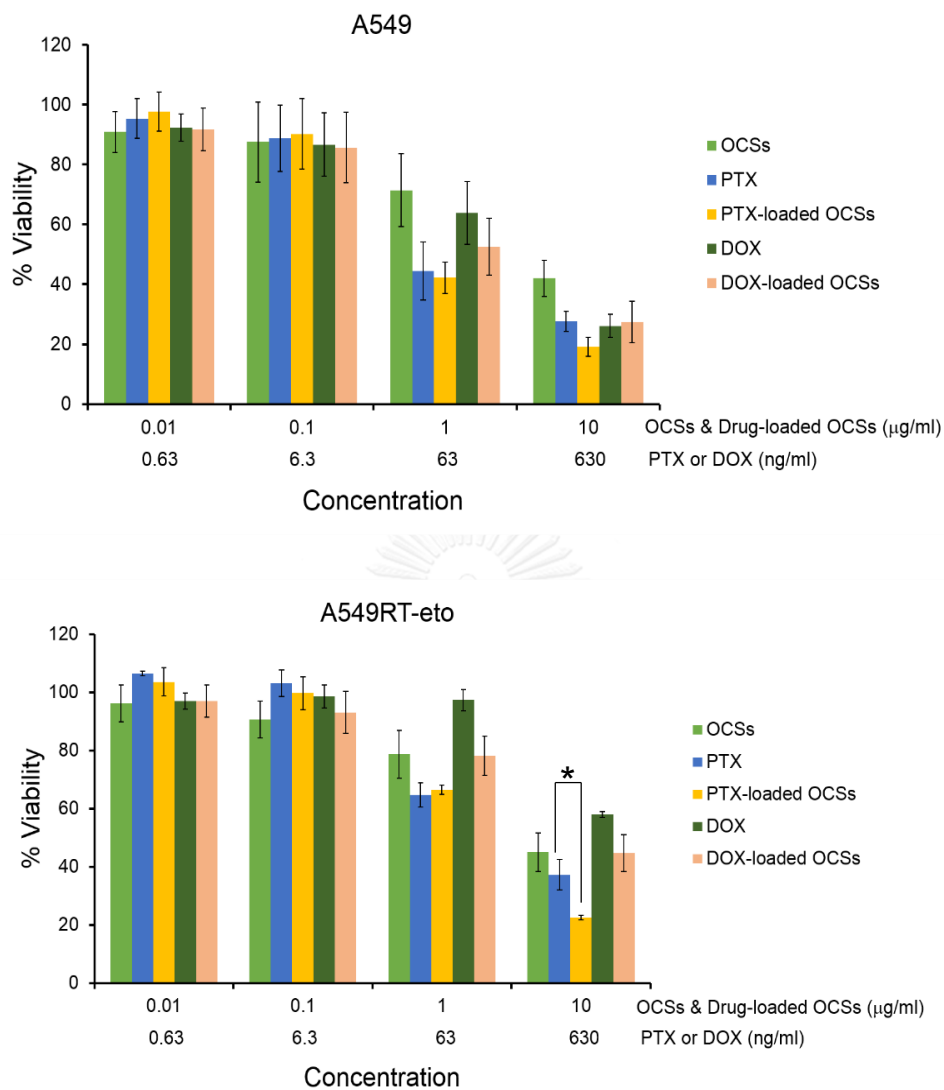 A549
120
100
80
60
40
20
0
% Viability
OCSs
PTX
PTX-loaded OCSs
DOX
DOX-loaded OCSs
0.01 0.1 1 10 OCSs & Drug-loaded OCSs (μg/ml)
0.63 6.3 63 630 PTX or DOX (ng/ml)
Concentration
A549RT-eto
120
100
80
60
40
20
0
% Viability
*
OCSs
PTX
PTX-loaded OCSs
DOX
DOX-loaded OCSs
0.01 0.1 1 10 OCSs & Drug-loaded OCSs (μg/ml)
0.63 6.3 63 630 PTX or DOX (ng/ml)
Concentration